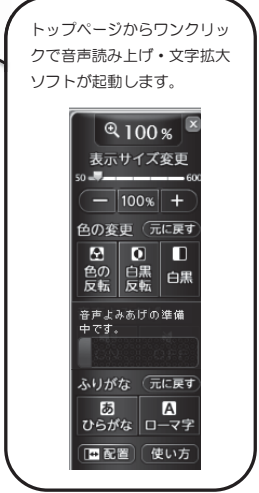 トップページからワンクリッ
クで音声読み上げ・文字拡大
ソフトが起動します。
100%
表示サイズ変更
50 600
− 100% +
色の変更 元に戻す
色の反転 白黒反転 白黒
音声よみあげの準備
中です。
ON OFF
ふりがな 元に戻す
あ A
ひらがな ローマ字
配置 使い方